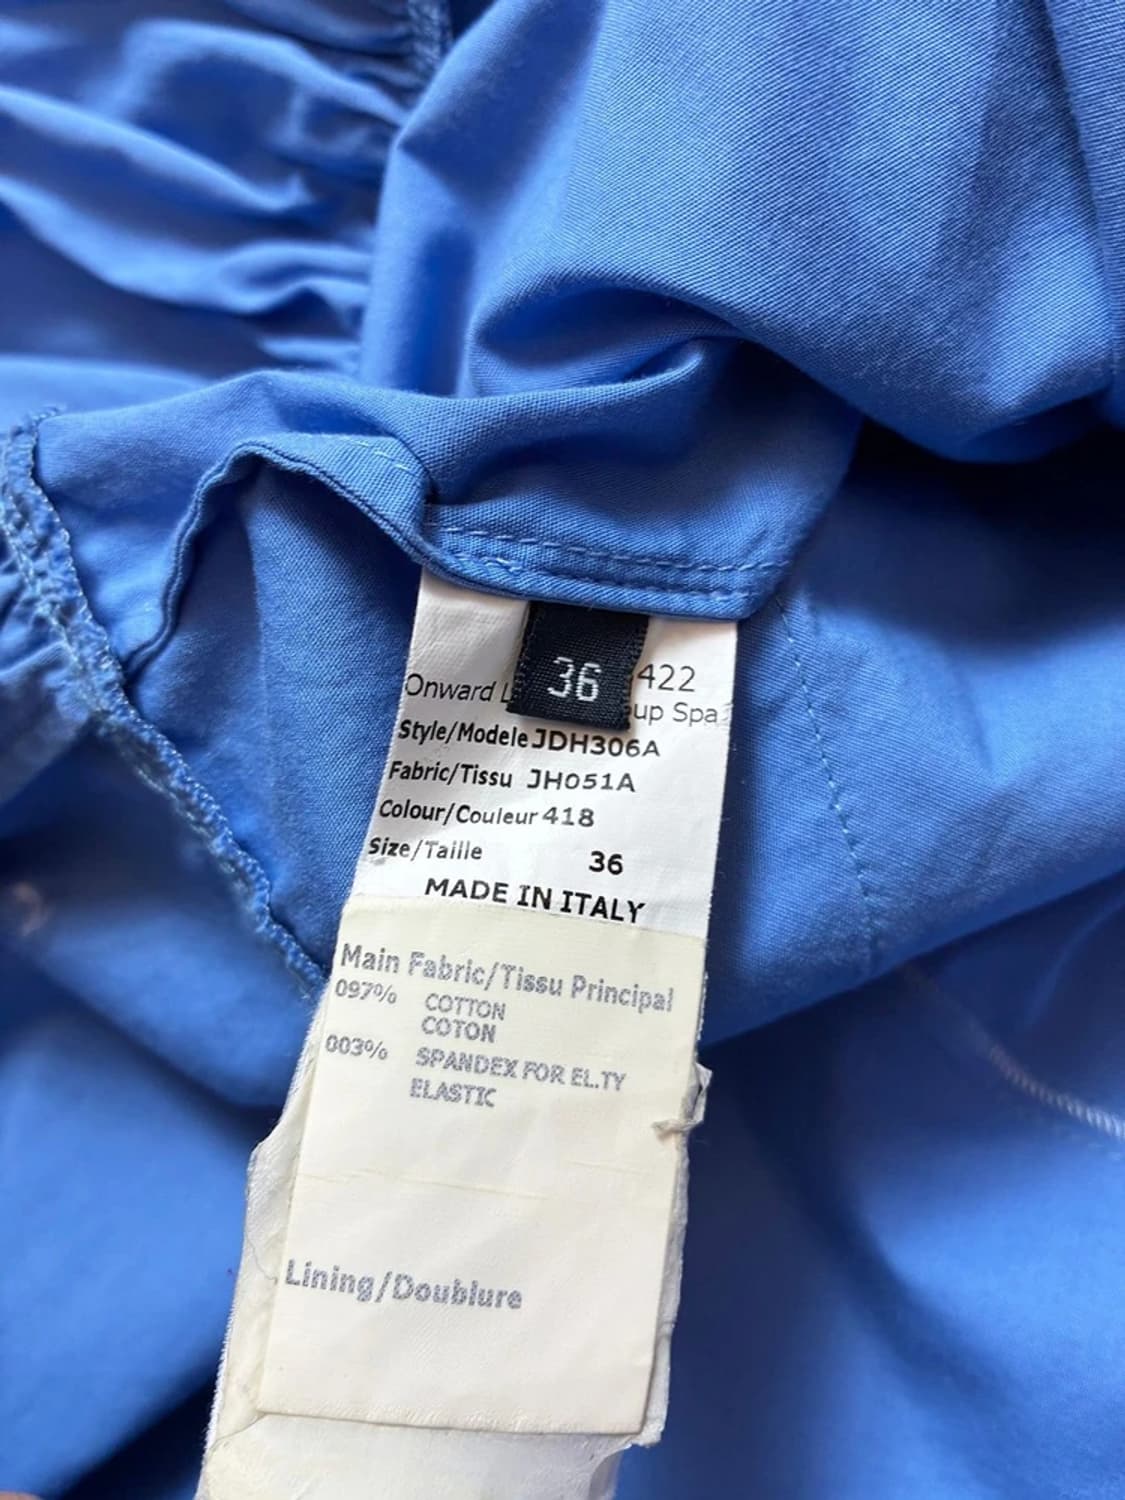 36
422
Onward
up Spa
Style/Modele JDH306A
Fabric/Tissu JH051A
Colour/Couleur 418
Size/Taille 36
MADE IN ITALY
Main Fabric/Tissu Principal
097% COTTON
COTON
003% SPANDEX FOR EL.TY
ELASTIC
Lining/Doublure